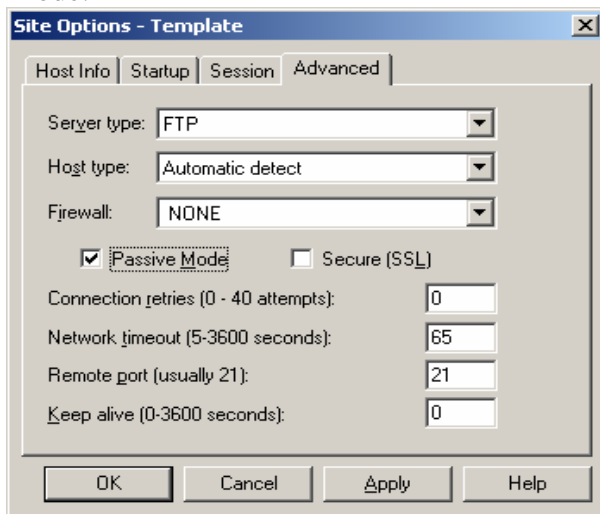 Site Options - Template
Host Info Startup Session Advanced
Server type: FTP
Host type: Automatic detect
Firewall: NONE
Passive Mode Secure (SSL)
Connection retries (0 - 40 attempts): 0
Network timeout (5-3600 seconds): 65
Remote port (usually 21): 21
Keep alive (0-3600 seconds): 0
OK Cancel Apply Help